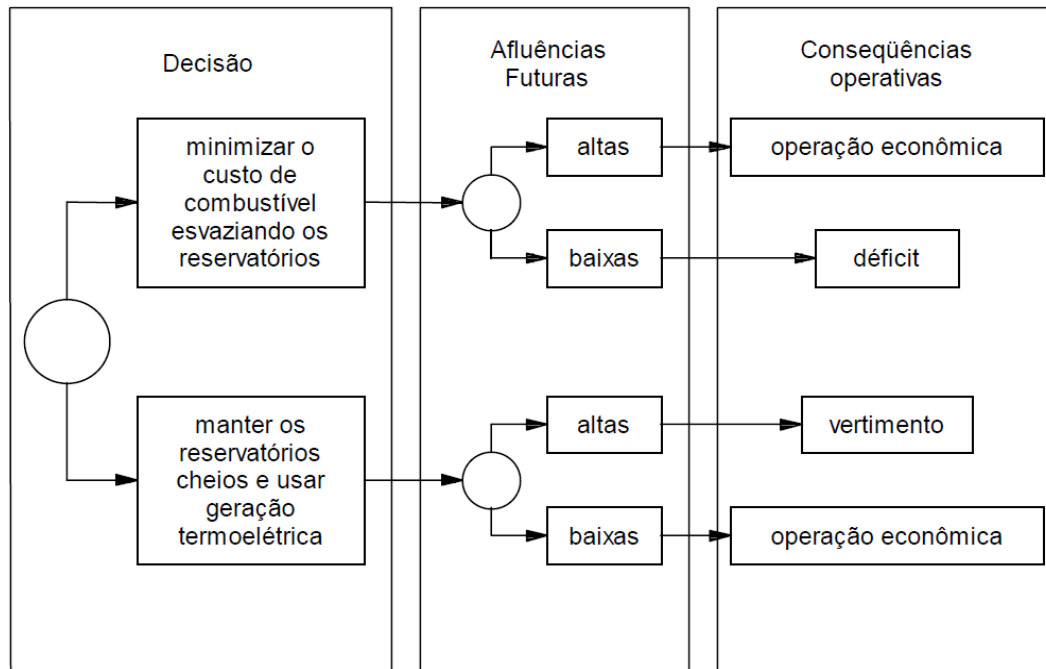 Decisão
Afluências
Futuras
Conseqüências
operativas
minimizar o
custo de
combustível
esvaziando os
reservatórios
altas
operação econômica
baixas
déficit
manter os
reservatórios
cheios e usar
geração
termoelétrica
altas
vertimento
baixas
operação econômica